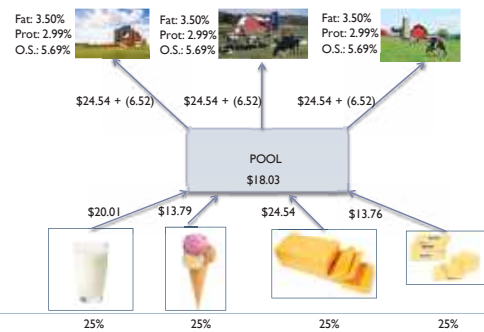 Fat: 3.50%
Prot: 2.99%
O.S.: 5.69%
Fat: 3.50%
Prot: 2.99%
O.S.: 5.69%
Fat: 3.50%
Prot: 2.99%
O.S.: 5.69%
$24.54 + (6.52)
$24.54 + (6.52)
$24.54 + (6.52)
POOL
$18.03
$20.01
$13.79
$24.54
$13.76
25%
25%
25%
25%